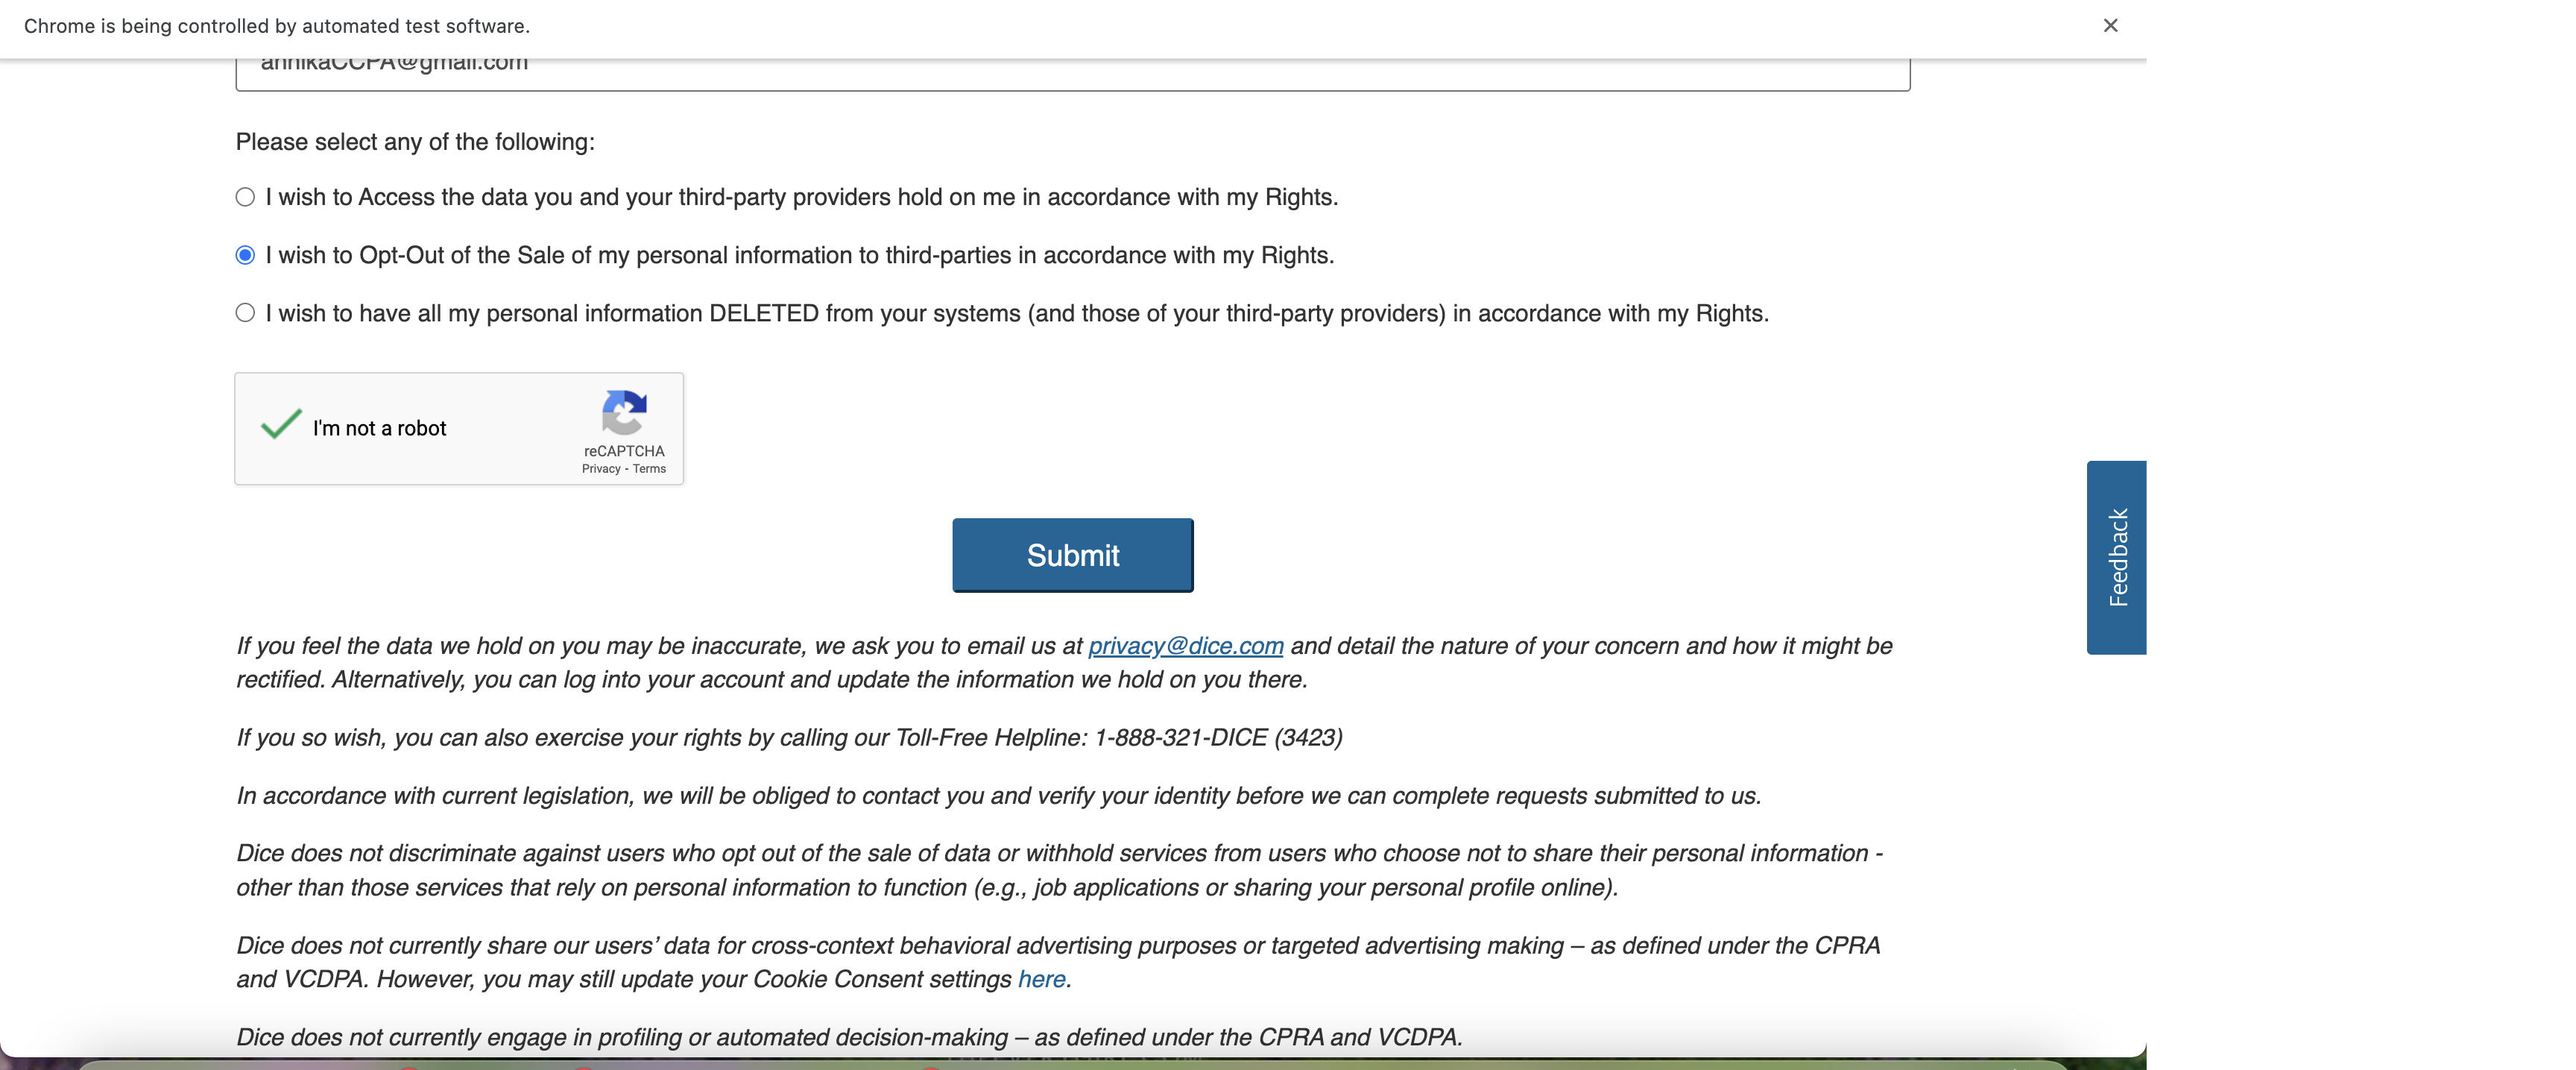 Chrome is being controlled by automated test software.
annikaCCPA@gmail.com
Please select any of the following:
I wish to Access the data you and your third-party providers hold on me in accordance with my Rights.
I wish to Opt-Out of the Sale of my personal information to third-parties in accordance with my Rights.
I wish to have all my personal information DELETED from your systems (and those of your third-party providers) in accordance with my Rights.
I'm not a robot
reCAPTCHA
Privacy - Terms
Submit
Feedback
If you feel the data we hold on you may be inaccurate, we ask you to email us at privacy@dice.com and detail the nature of your concern and how it might be
rectified. Alternatively, you can log into your account and update the information we hold on you there.
If you so wish, you can also exercise your rights by calling our Toll-Free Helpline: 1-888-321-DICE (3423)
In accordance with current legislation, we will be obliged to contact you and verify your identity before we can complete requests submitted to us.
Dice does not discriminate against users who opt out of the sale of data or withhold services from users who choose not to share their personal information -
other than those services that rely on personal information to function (e.g., job applications or sharing your personal profile online).
Dice does not currently share our users’ data for cross-context behavioral advertising purposes or targeted advertising making – as defined under the CPRA
and VCDPA. However, you may still update your Cookie Consent settings here.
Dice does not currently engage in profiling or automated decision-making – as defined under the CPRA and VCDPA.